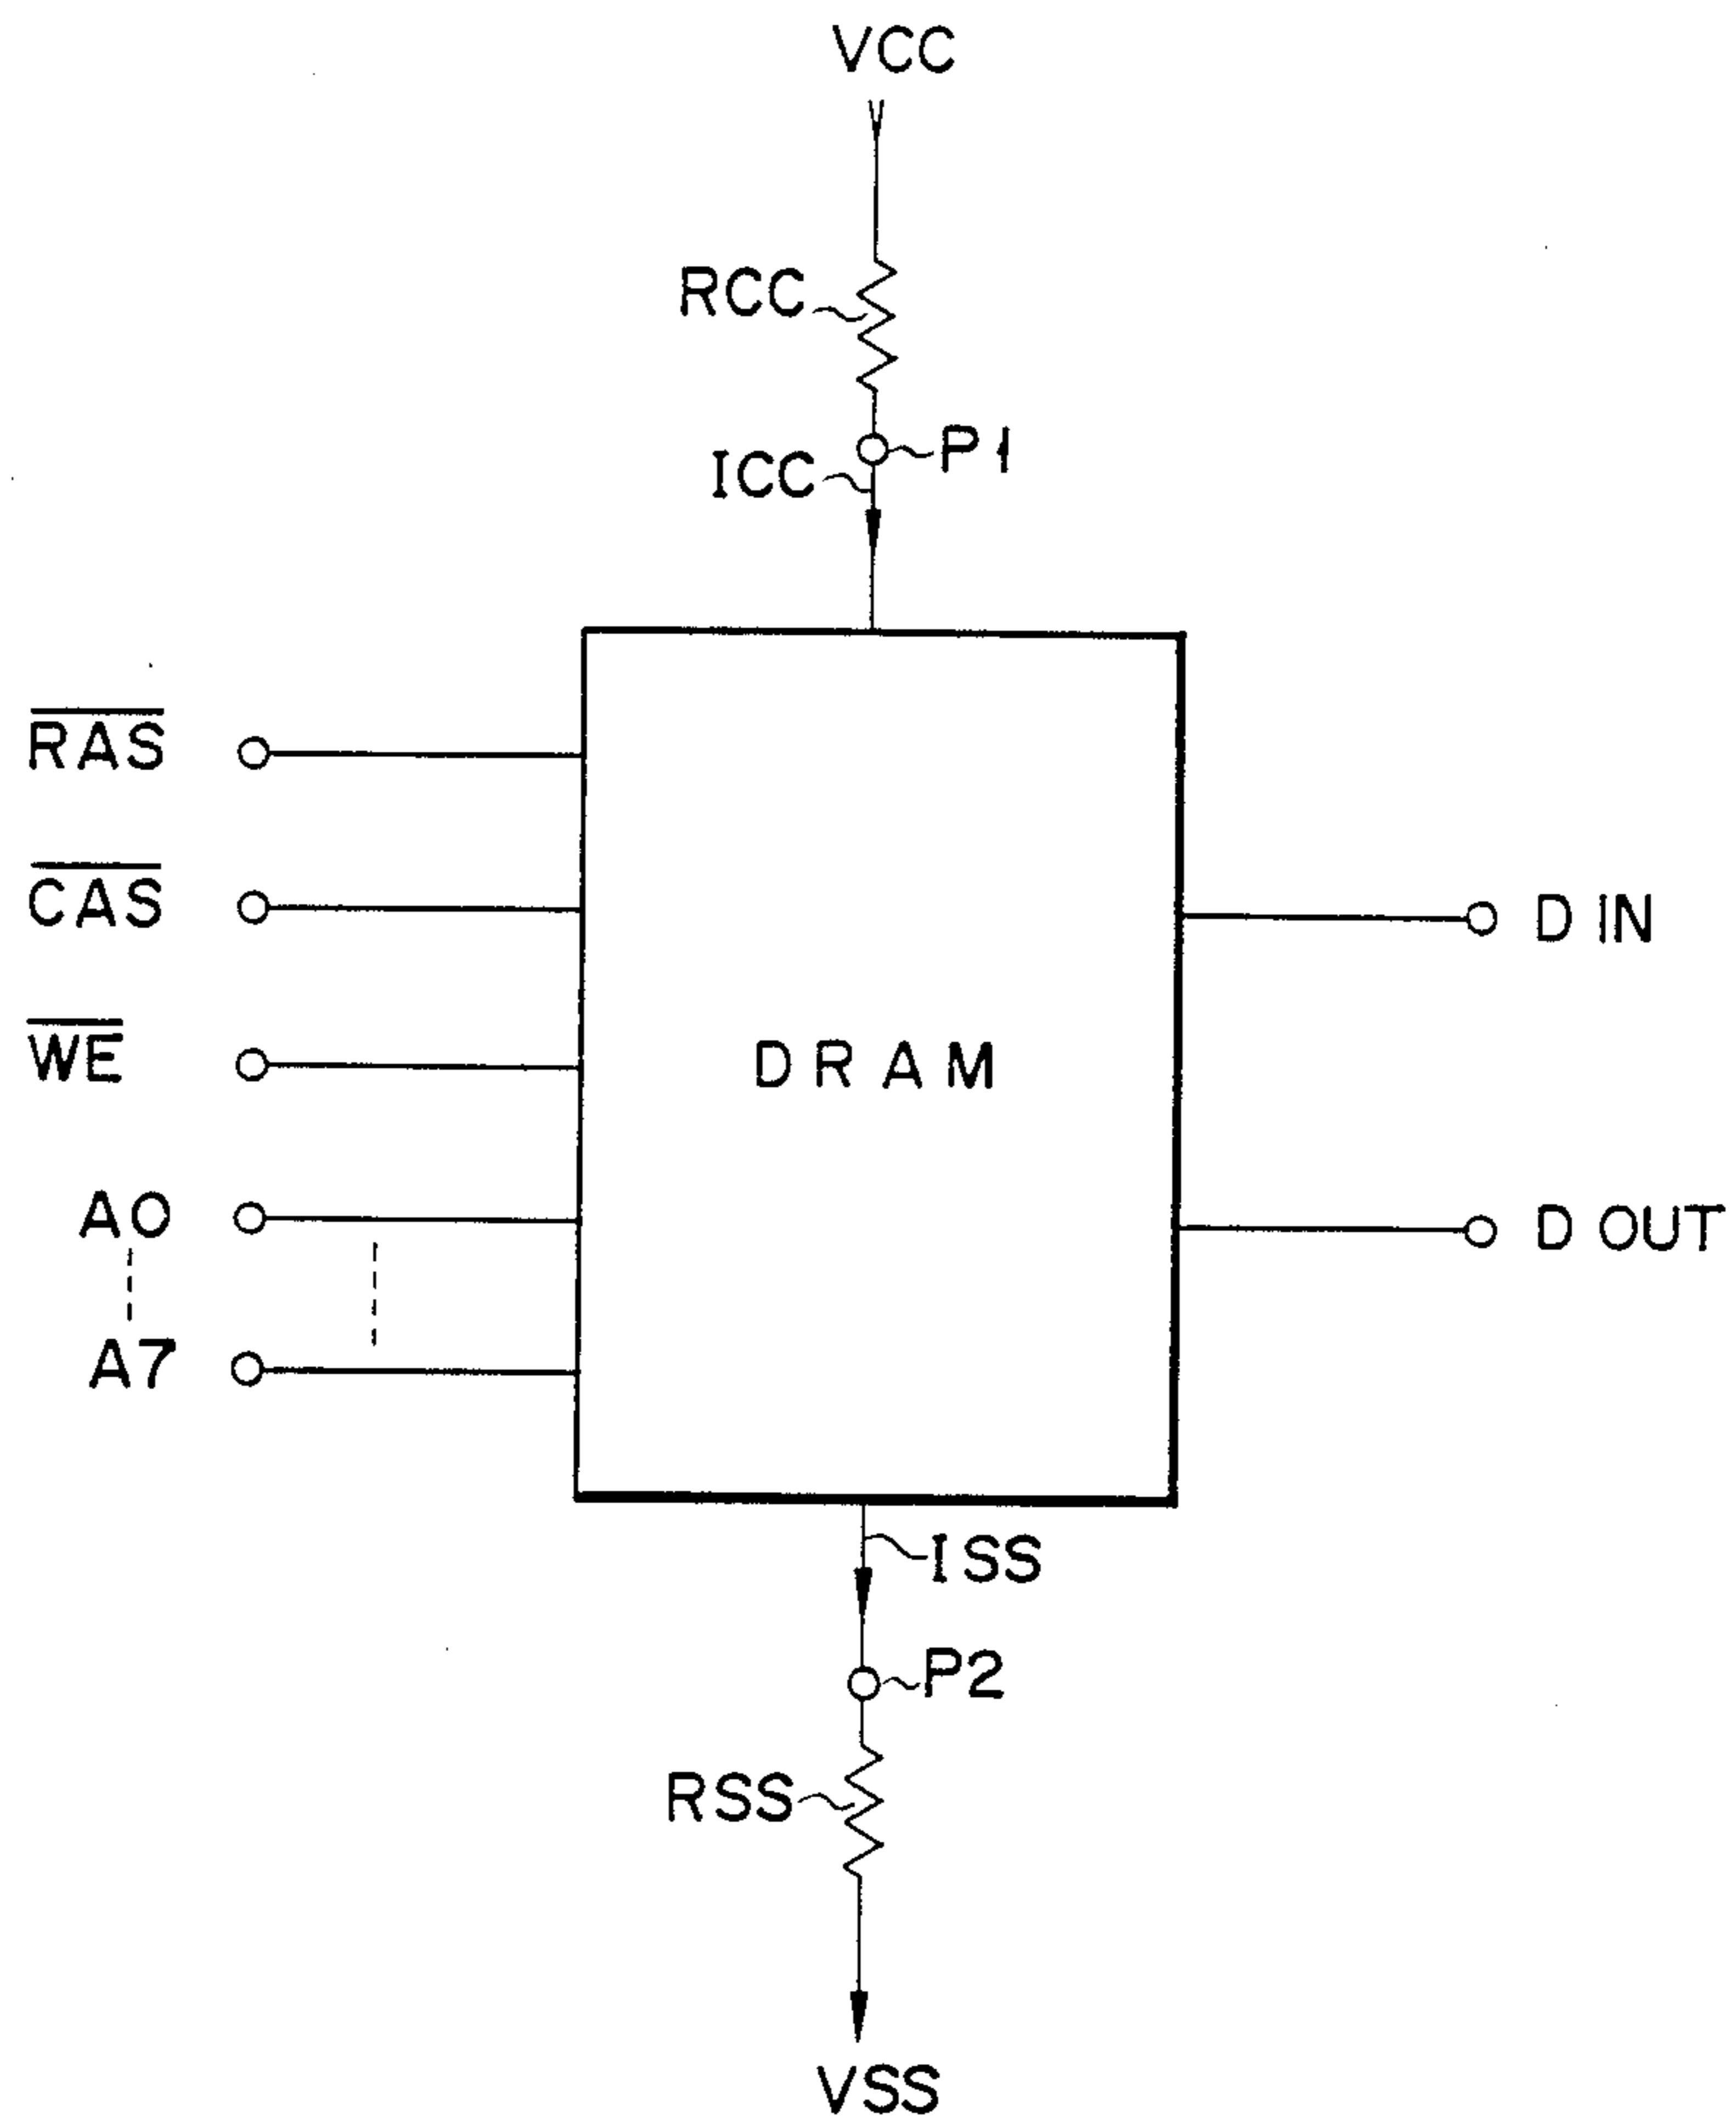 VCC
RCC
P1
ICC
RAS
CAS
D IN
WE
DRAM
A0
D OUT
A7
ISS
P2
RSS
VSS